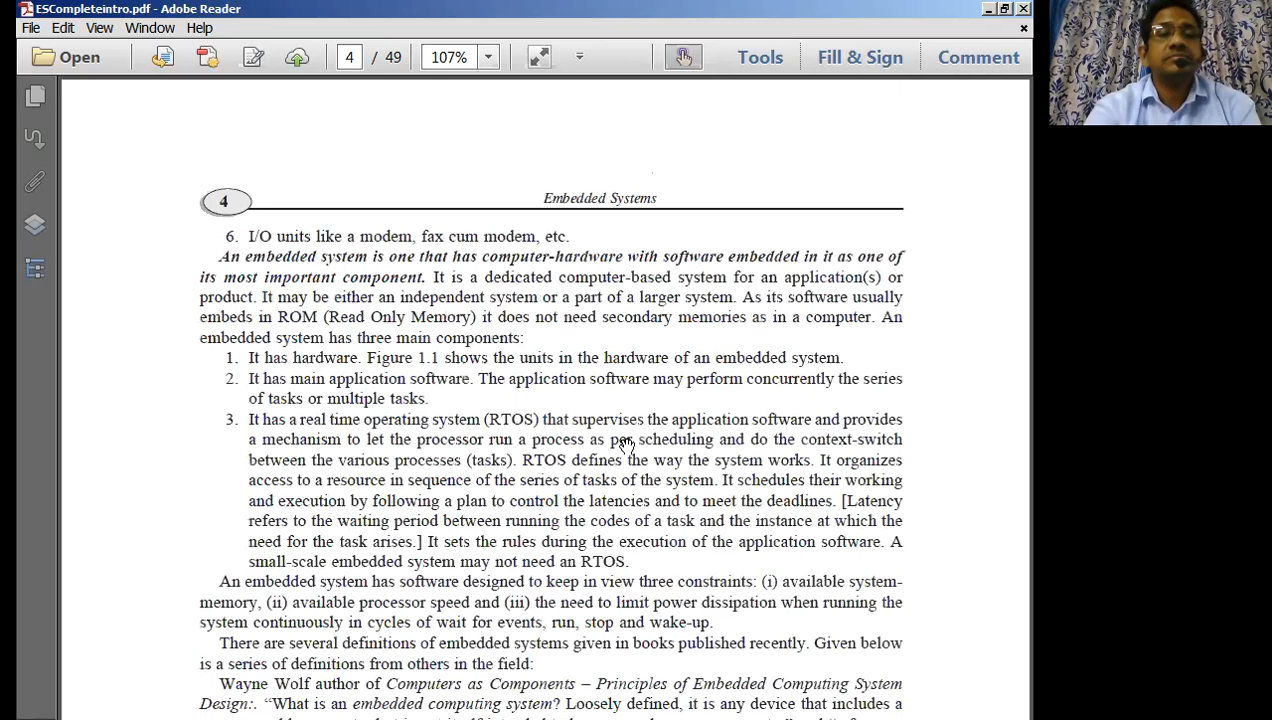 ESCompleteintro.pdf - Adobe Reader
File Edit View Window Help
Open 4 / 49 107% Tools Fill & Sign Comment
4 Embedded Systems
6. I/O units like a modem, fax cum modem, etc.
An embedded system is one that has computer-hardware with software embedded in it as one of
its most important component. It is a dedicated computer-based system for an application(s) or
product. It may be either an independent system or a part of a larger system. As its software usually
embeds in ROM (Read Only Memory) it does not need secondary memories as in a computer. An
embedded system has three main components:
1. It has hardware. Figure 1.1 shows the units in the hardware of an embedded system.
2. It has main application software. The application software may perform concurrently the series
of tasks or multiple tasks.
3. It has a real time operating system (RTOS) that supervises the application software and provides
a mechanism to let the processor run a process as per scheduling and do the context-switch
between the various processes (tasks). RTOS defines the way the system works. It organizes
access to a resource in sequence of the series of tasks of the system. It schedules their working
and execution by following a plan to control the latencies and to meet the deadlines. [Latency
refers to the waiting period between running the codes of a task and the instance at which the
need for the task arises.] It sets the rules during the execution of the application software. A
small-scale embedded system may not need an RTOS.
An embedded system has software designed to keep in view three constraints: (i) available system-
memory, (ii) available processor speed and (iii) the need to limit power dissipation when running the
system continuously in cycles of wait for events, run, stop and wake-up.
There are several definitions of embedded systems given in books published recently. Given below
is a series of definitions from others in the field:
Wayne Wolf author of Computers as Components – Principles of Embedded Computing System
Design:. “What is an embedded computing system? Loosely defined, it is any device that includes a